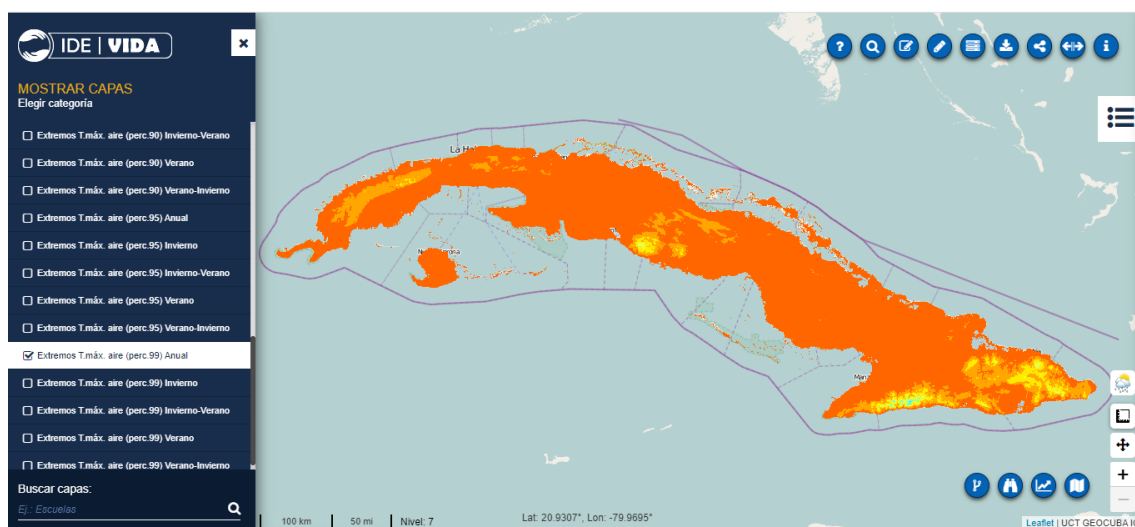 IDE | VIDA
MOSTRAR CAPAS
Elegir categoría
Extremos T.máx. aire (perc.90) Invierno-Verano
Extremos T.máx. aire (perc.90) Verano
Extremos T.máx. aire (perc.90) Verano-Invierno
Extremos T.máx. aire (perc.95) Anual
Extremos T.máx. aire (perc.95) Invierno
Extremos T.máx. aire (perc.95) Invierno-Verano
Extremos T.máx. aire (perc.95) Verano
Extremos T.máx. aire (perc.95) Verano-Invierno
Extremos T.máx. aire (perc.99) Anual
Extremos T.máx. aire (perc.99) Invierno
Extremos T.máx. aire (perc.99) Invierno-Verano
Extremos T.máx. aire (perc.99) Verano
Extremos T.máx. aire (perc.99) Verano-Invierno
Buscar capas:
Ej.: Escuelas
La Ha
Man
100 km
50 mi
Nivel: 7
Lat: 20.9307°, Lon: -79.9695°
Leaflet | UCT GEOCUBA